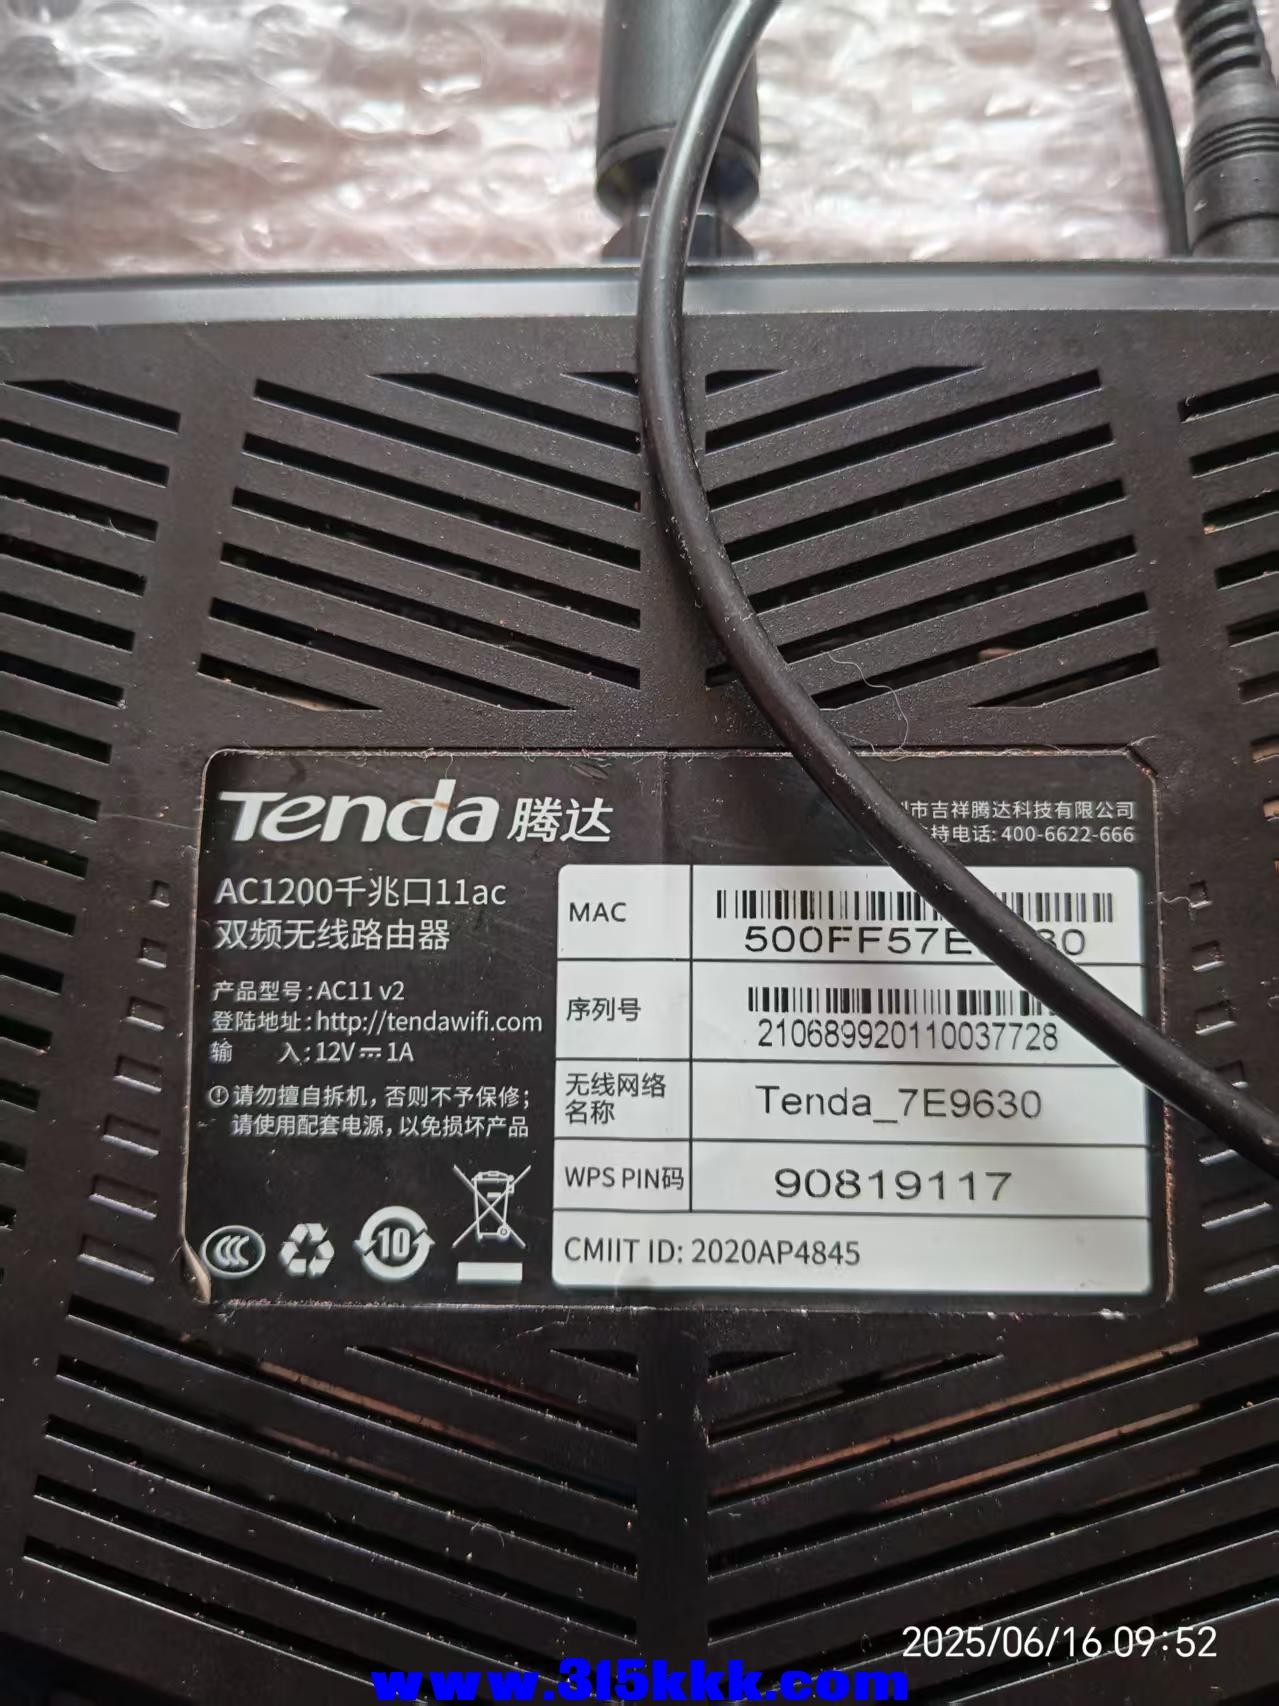 Tenda 腾达
市吉祥腾达科技有限公司
持电话: 400-6622-666
AC1200千兆口11ac
双频无线路由器
产品型号: AC11 v2
登陆地址: http://tendawifi.com
输 入: 12V⎓1A
请勿擅自拆机，否则不予保修；
请使用配套电源，以免损坏产品
CCC
10
MAC
500FF57E 30
序列号
210689920110037728
无线网络
名称
Tenda_7E9630
WPS PIN码
90819117
CMIIT ID: 2020AP4845
2025/06/16 09:52
www.315kkk.com